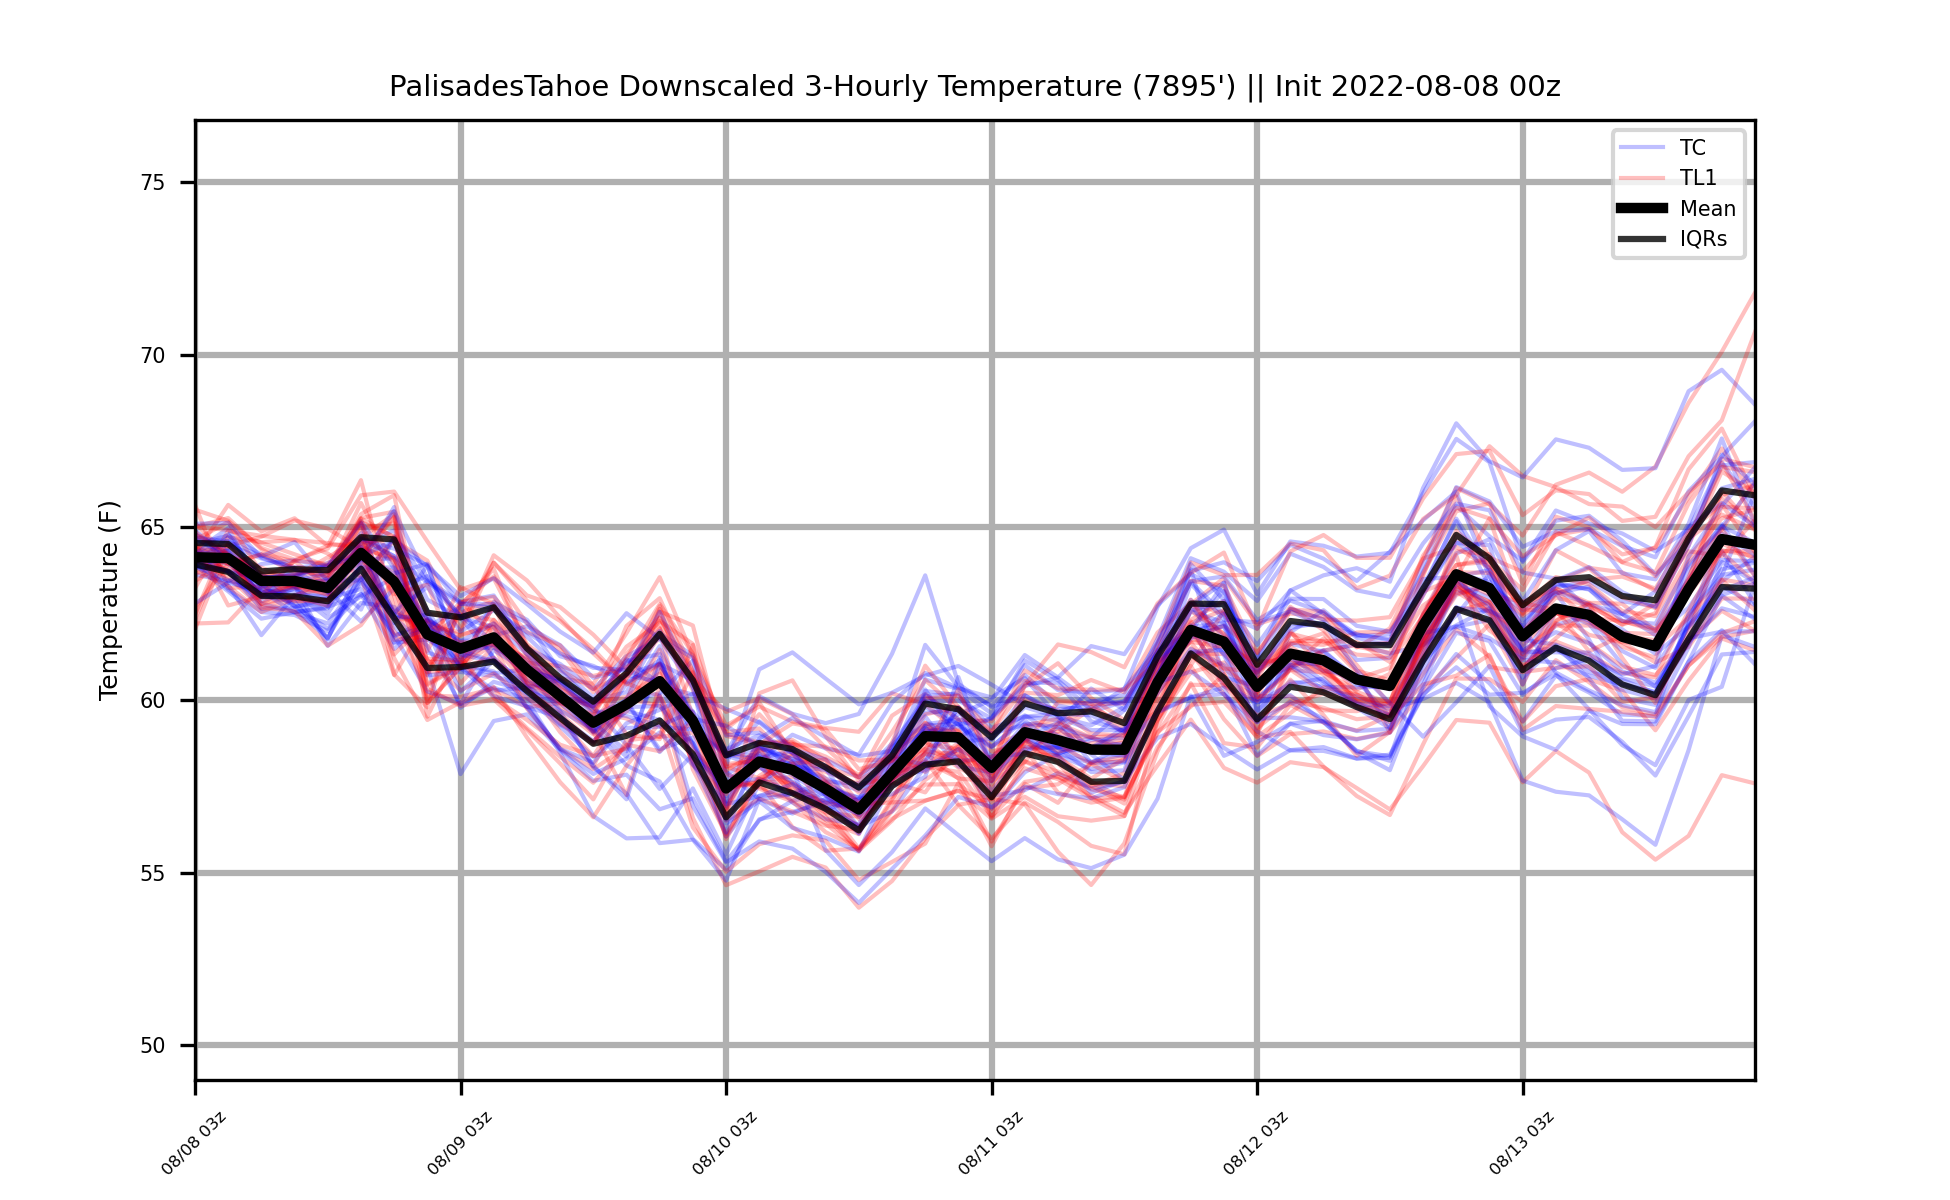 PalisadesTahoe Downscaled 3-Hourly Temperature (7895') || Init 2022-08-08 00z
TC
TL1
Mean
IQRs
Temperature (F)
75
70
65
60
55
50
08/08 03z
08/09 03z
08/10 03z
08/11 03z
08/12 03z
08/13 03z